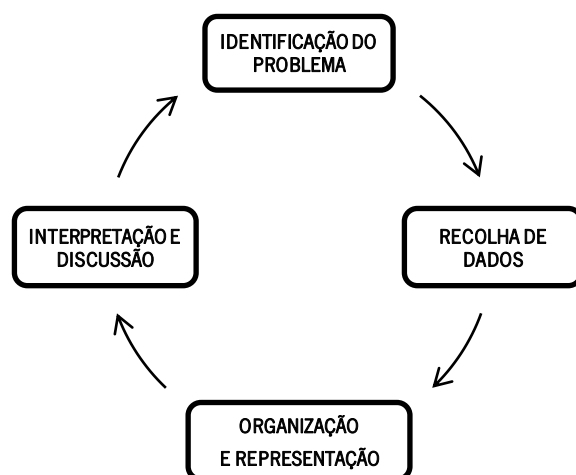 IDENTIFICAÇÃO DO
PROBLEMA
RECOLHA DE
DADOS
ORGANIZAÇÃO
E REPRESENTAÇÃO
INTERPRETAÇÃO E
DISCUSSÃO